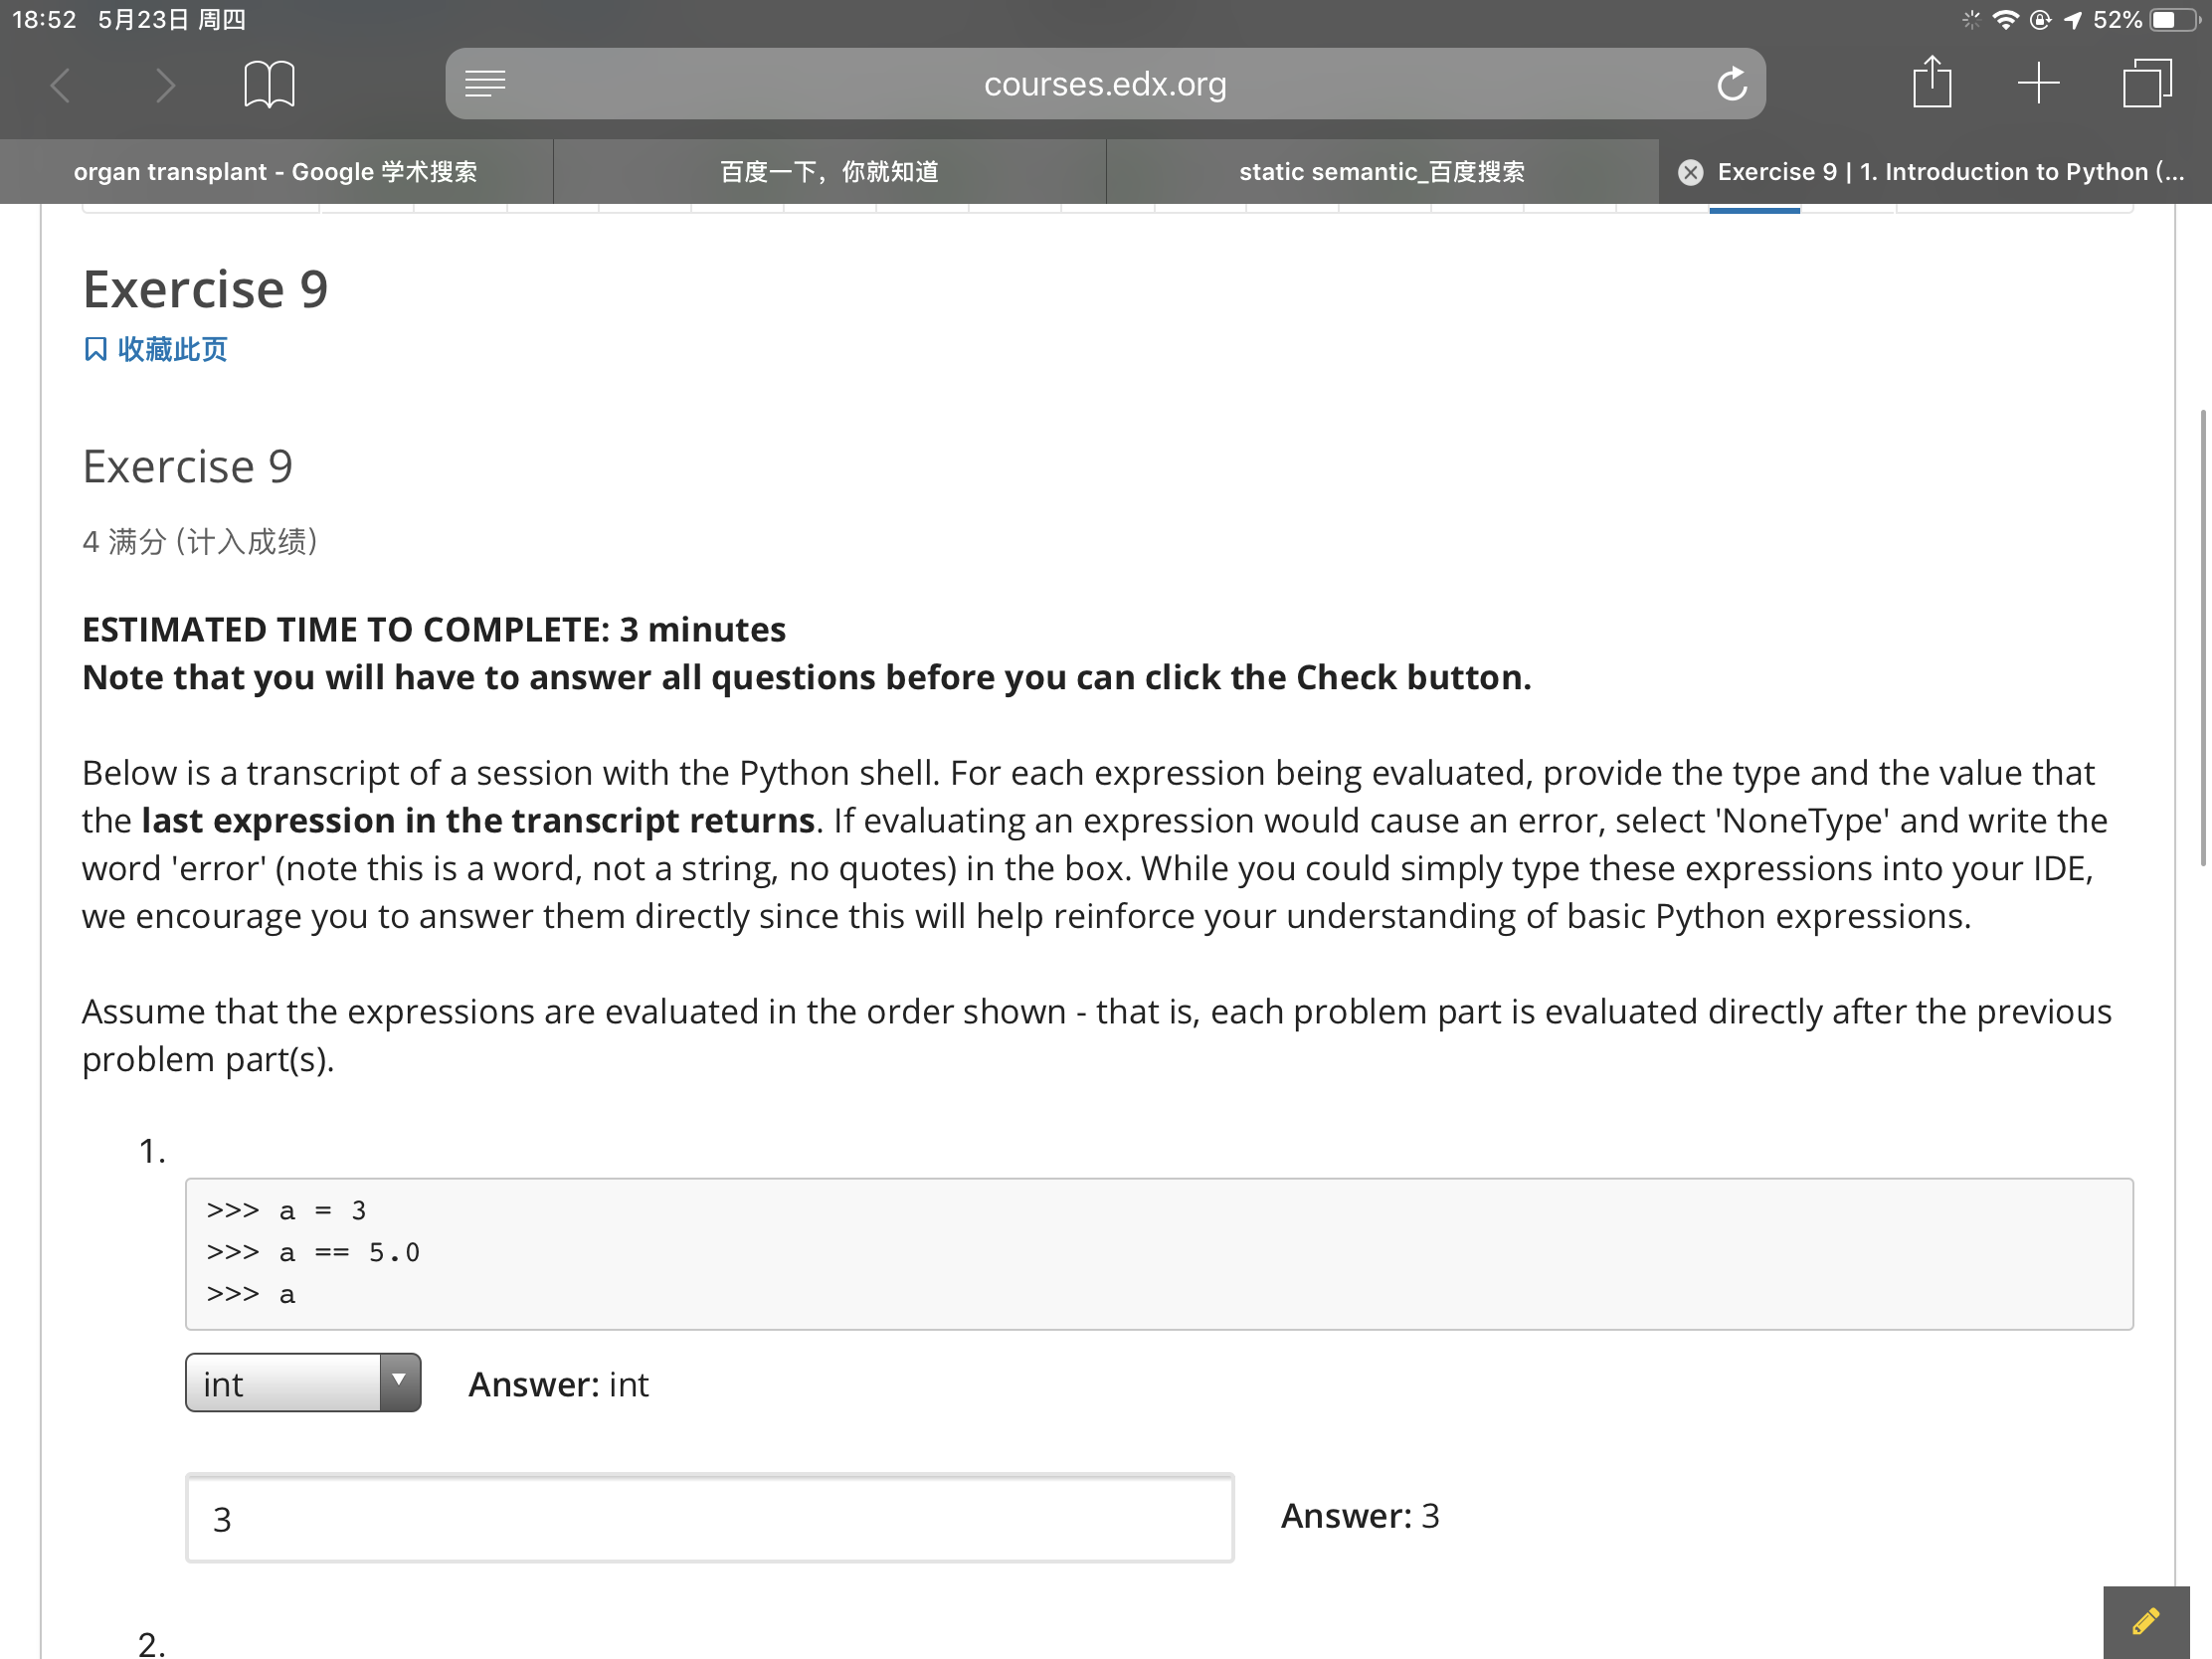 18:52 5月23日 周四
52%
courses.edx.org
organ transplant - Google 学术搜索
百度一下，你就知道
static semantic_百度搜索
Exercise 9 | 1. Introduction to Python (...
Exercise 9
收藏此页
Exercise 9
4 满分 (计入成绩)
ESTIMATED TIME TO COMPLETE: 3 minutes
Note that you will have to answer all questions before you can click the Check button.
Below is a transcript of a session with the Python shell. For each expression being evaluated, provide the type and the value that
the last expression in the transcript returns. If evaluating an expression would cause an error, select 'NoneType' and write the
word 'error' (note this is a word, not a string, no quotes) in the box. While you could simply type these expressions into your IDE,
we encourage you to answer them directly since this will help reinforce your understanding of basic Python expressions.
Assume that the expressions are evaluated in the order shown - that is, each problem part is evaluated directly after the previous
problem part(s).
1.
>>> a = 3
>>> a == 5.0
>>> a
int
Answer: int
3
Answer: 3
2.